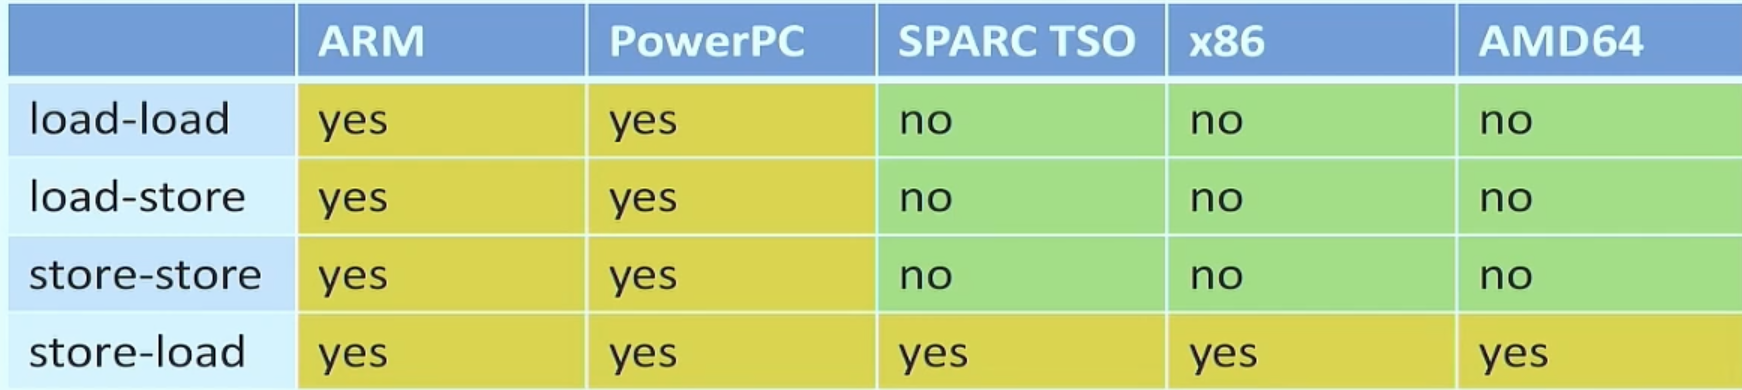 ARM PowerPC SPARC TSO x86 AMD64
load-load yes yes no no no
load-store yes yes no no no
store-store yes yes no no no
store-load yes yes yes yes yes